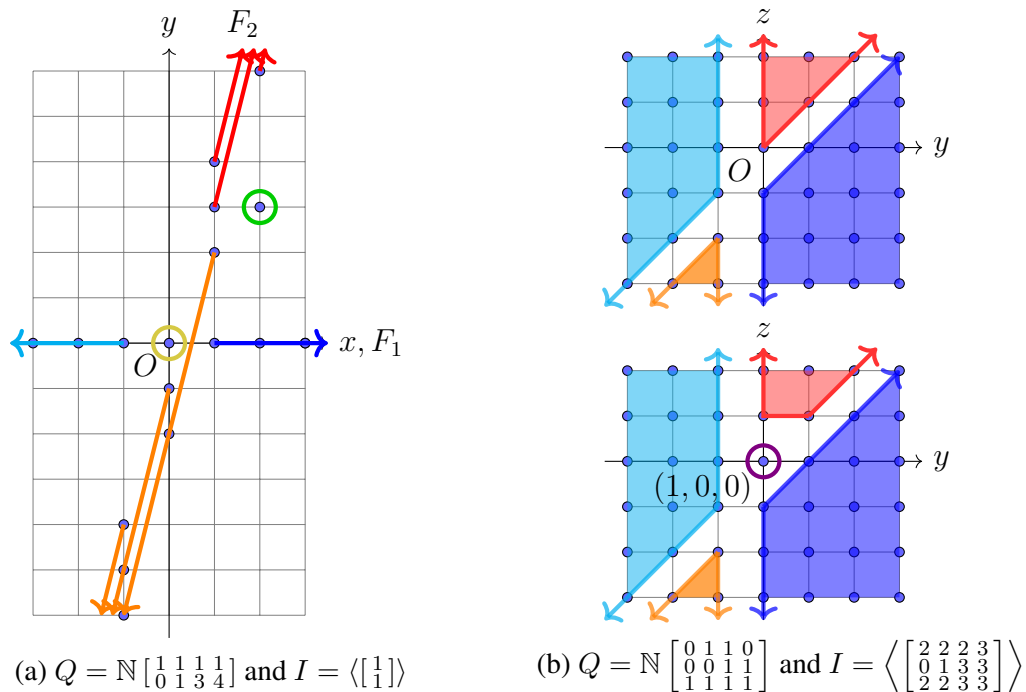 y
F₂
x, F₁
O
(a) Q = ℕ [1 1 1 1; 0 1 3 4] and I = ⟨[1; 1]⟩
z
y
O
z
y
(1, 0, 0)
(b) Q = ℕ [0 1 1 0; 0 0 1 1; 1 1 1 1] and I = ⟨[2 2 2 3; 0 1 3 3; 2 2 3 3]⟩